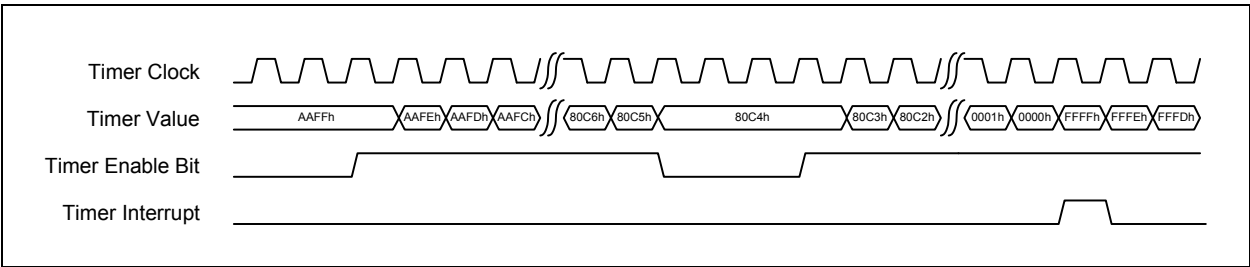 Timer Clock
Timer Value AAFFh AAFEh AAFDh AAFCh 80C6h 80C5h 80C4h 80C3h 80C2h 0001h 0000h FFFFh FFFEh FFFDh
Timer Enable Bit
Timer Interrupt